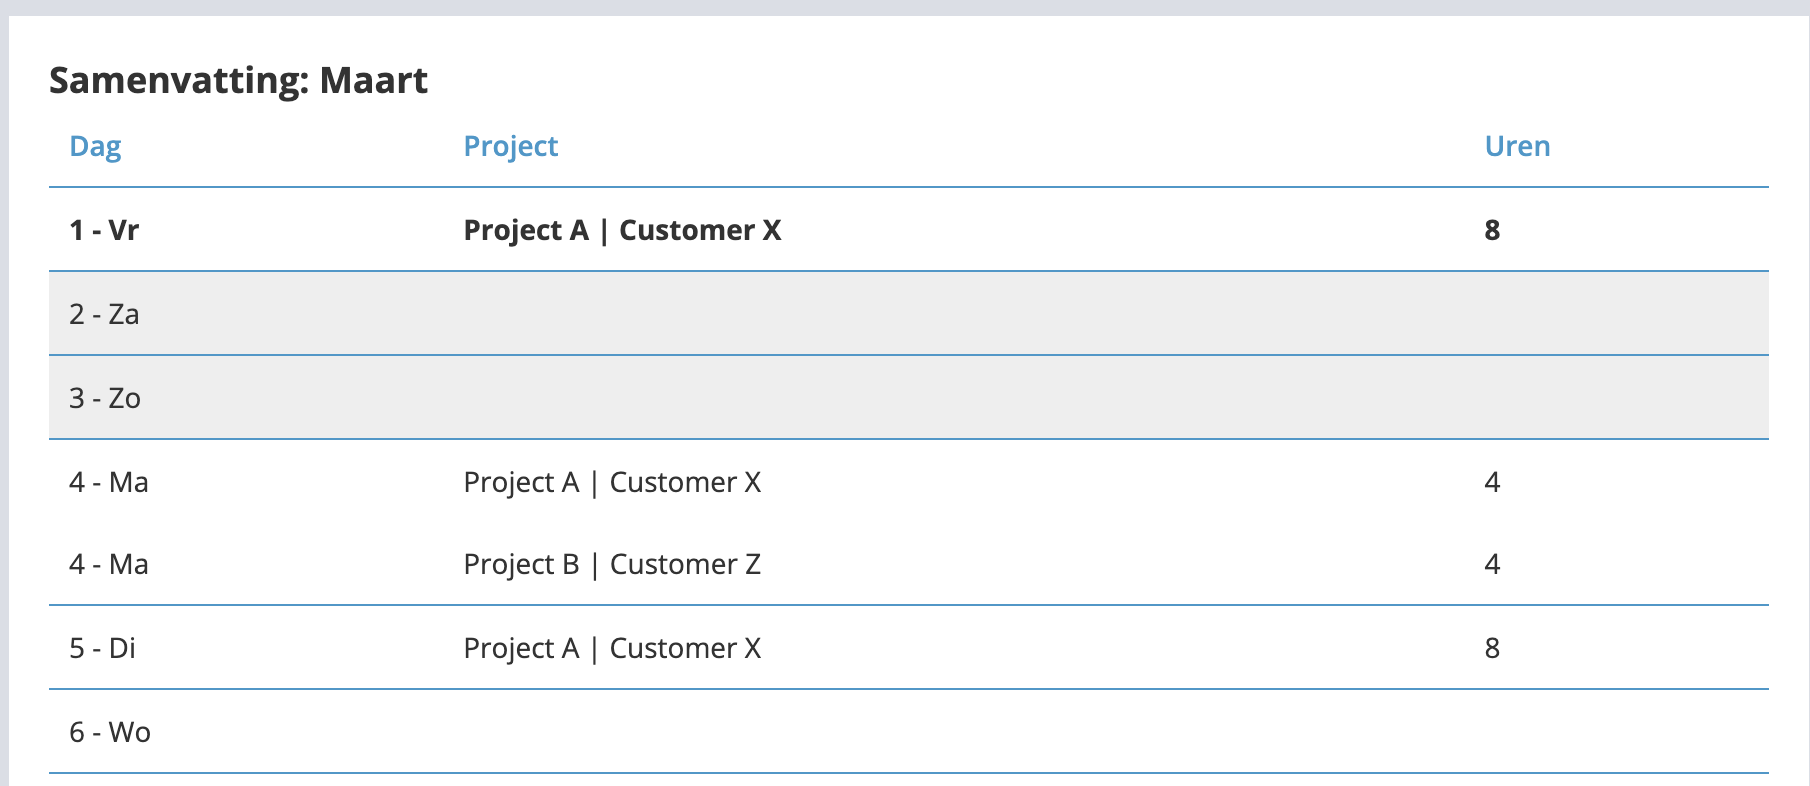 Samenvatting: Maart
Dag Project Uren
1 - Vr Project A | Customer X 8
2 - Za
3 - Zo
4 - Ma Project A | Customer X 4
4 - Ma Project B | Customer Z 4
5 - Di Project A | Customer X 8
6 - Wo